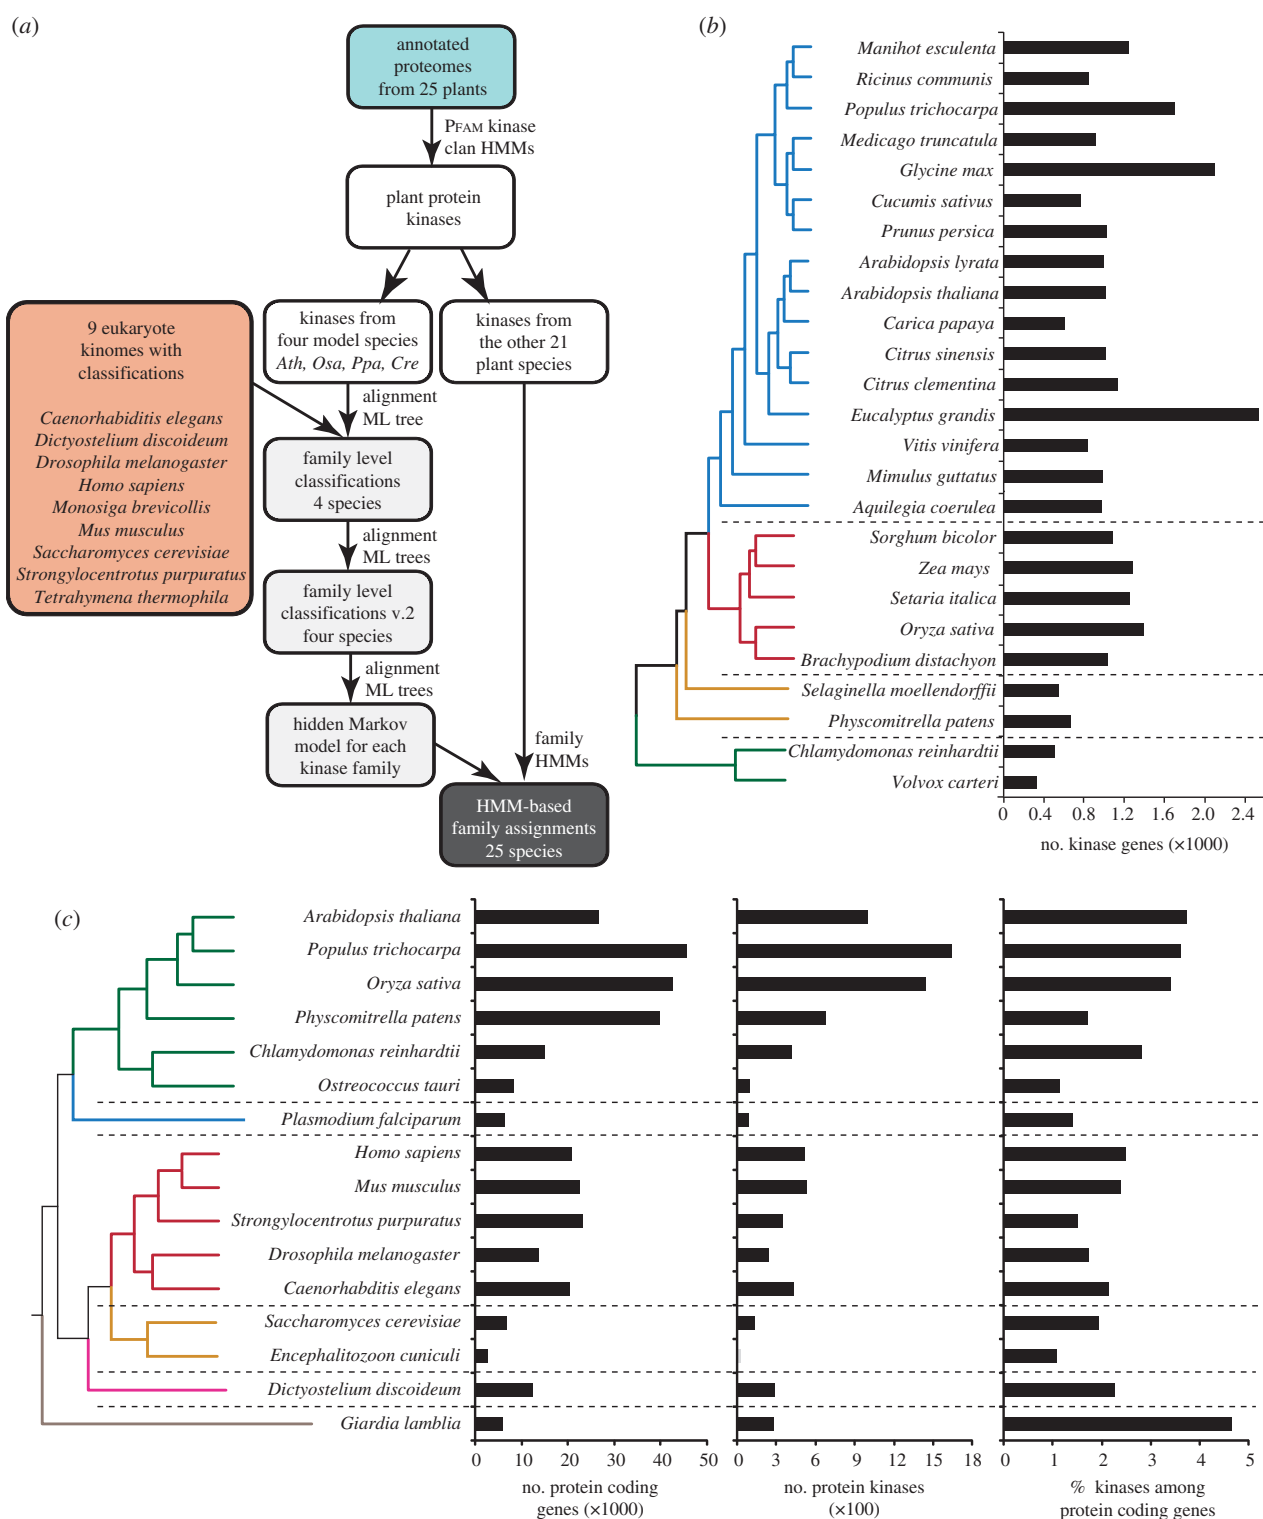 (a)
annotated
proteomes
from 25 plants
PFAM kinase
clan HMMs
plant protein
kinases
9 eukaryote
kinomes with
classifications
Caenorhabiditis elegans
Dictyostelium discoideum
Drosophila melanogaster
Homo sapiens
Monosiga brevicollis
Mus musculus
Saccharomyces cerevisiae
Strongylocentrotus purpuratus
Tetrahymena thermophila
kinases from
four model species
Ath, Osa, Ppa, Cre
kinases from
the other 21
plant species
alignment
ML tree
family level
classifications
4 species
alignment
ML trees
family level
classifications v.2
four species
alignment
ML trees
hidden Markov
model for each
kinase family
family
HMMs
HMM-based
family assignments
25 species
(b)
Manihot esculenta
Ricinus communis
Populus trichocarpa
Medicago truncatula
Glycine max
Cucumis sativus
Prunus persica
Arabidopsis lyrata
Arabidopsis thaliana
Carica papaya
Citrus sinensis
Citrus clementina
Eucalyptus grandis
Vitis vinifera
Mimulus guttatus
Aquilegia coerulea
Sorghum bicolor
Zea mays
Setaria italica
Oryza sativa
Brachypodium distachyon
Selaginella moellendorffii
Physcomitrella patens
Chlamydomonas reinhardtii
Volvox carteri
0 0.4 0.8 1.2 1.6 2.0 2.4
no. kinase genes (×1000)
(c)
Arabidopsis thaliana
Populus trichocarpa
Oryza sativa
Physcomitrella patens
Chlamydomonas reinhardtii
Ostreococcus tauri
Plasmodium falciparum
Homo sapiens
Mus musculus
Strongylocentrotus purpuratus
Drosophila melanogaster
Caenorhabditis elegans
Saccharomyces cerevisiae
Encephalitozoon cuniculi
Dictyostelium discoideum
Giardia lamblia
0 10 20 30 40 50
no. protein coding
genes (×1000)
0 3 6 9 12 15 18
no. protein kinases
(×100)
0 1 2 3 4 5
% kinases among
protein coding genes